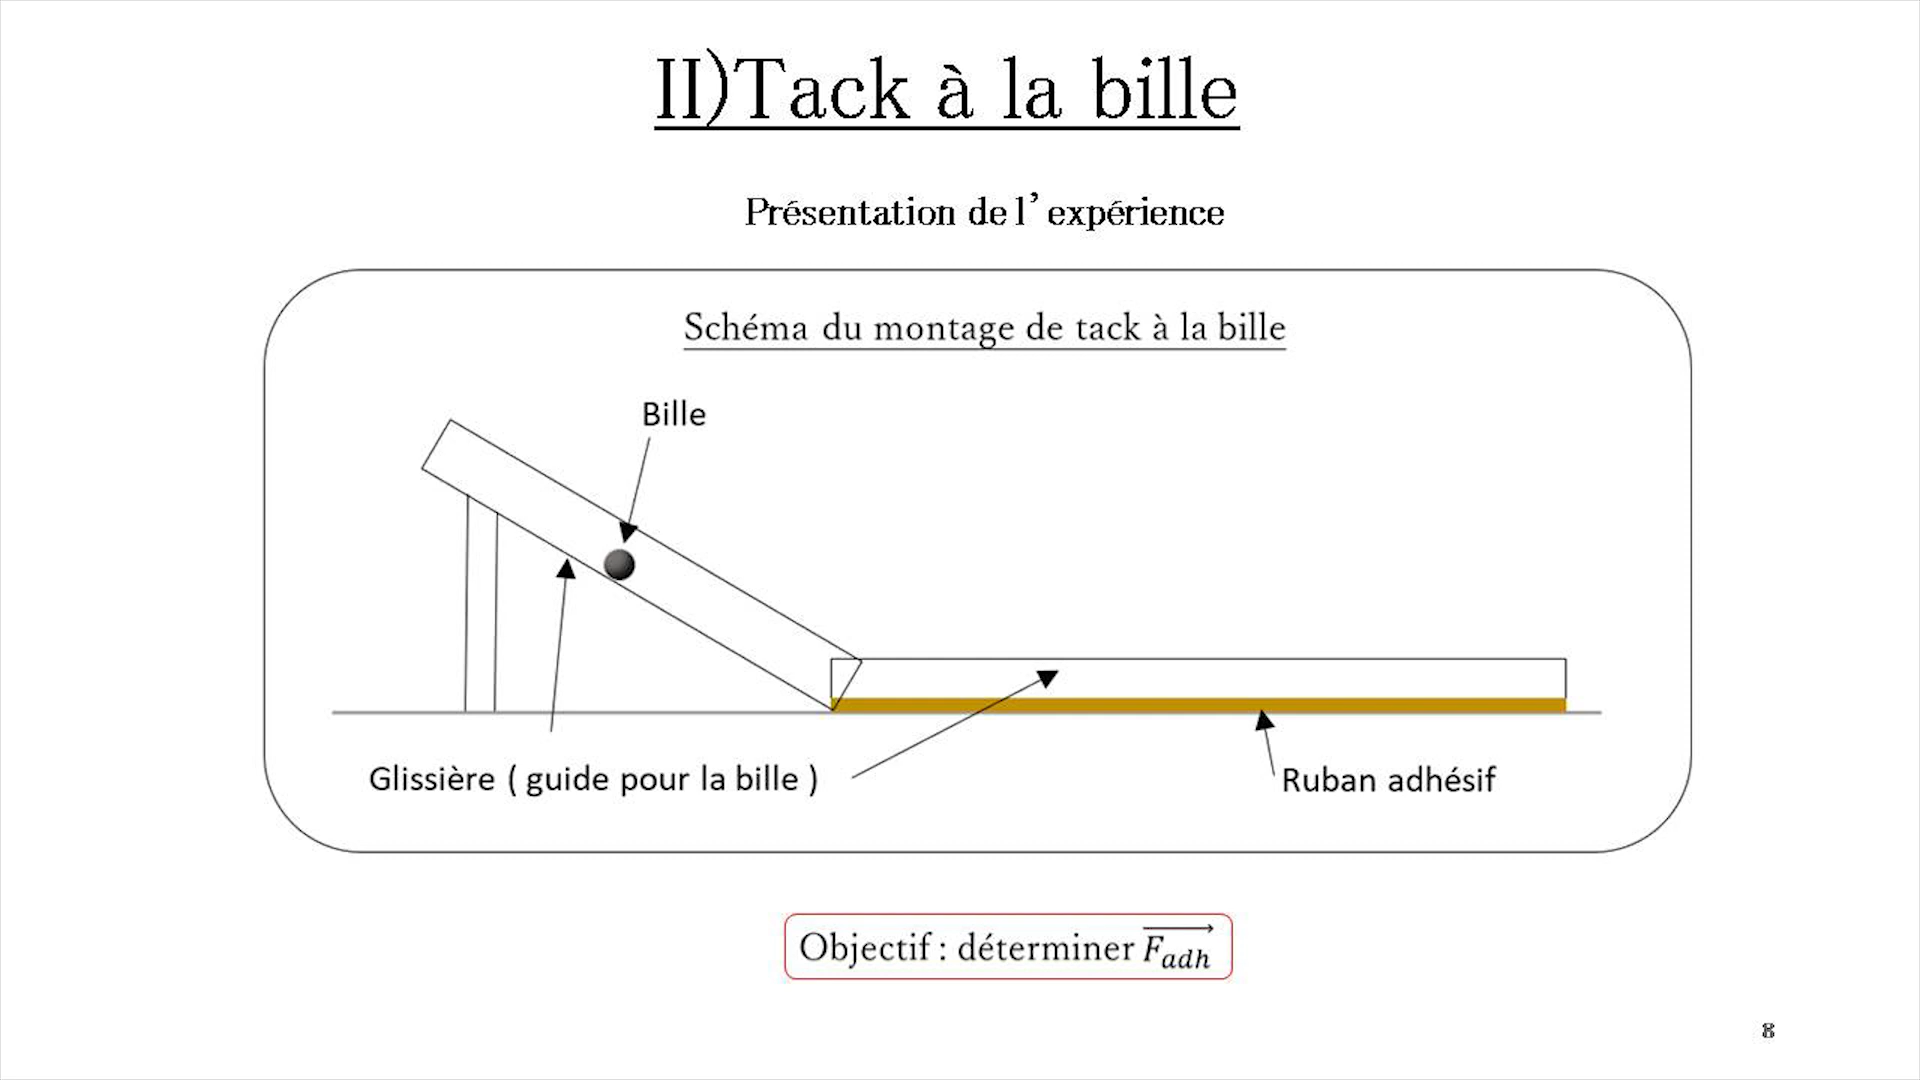 II)Tack à la bille
Présentation de l’expérience
Schéma du montage de tack à la bille
Bille
Glissière ( guide pour la bille )
Ruban adhésif
Objectif : déterminer $\overrightarrow{F_{adh}}$
8